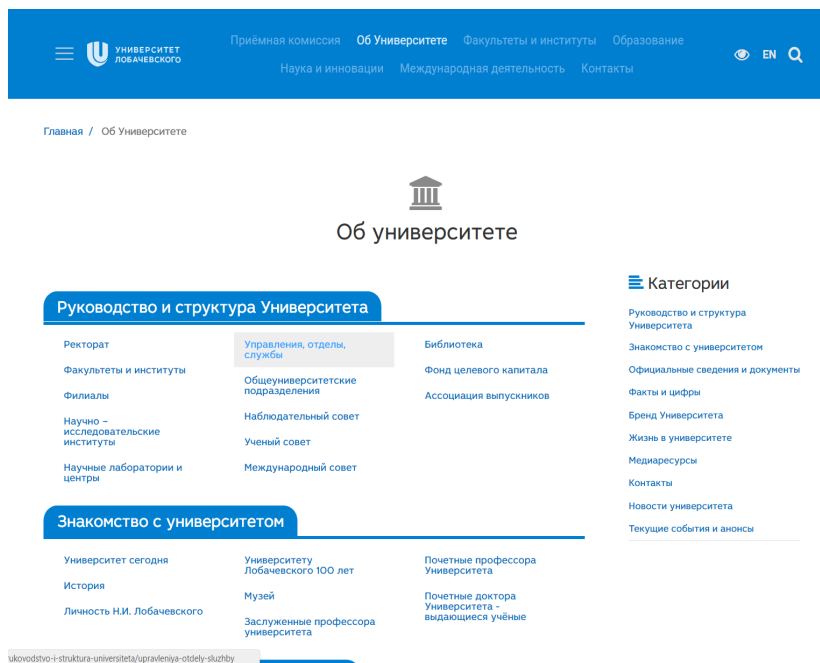 УНИВЕРСИТЕТ
ЛОБАЧЕВСКОГО
Приёмная комиссия Об Университете Факультеты и институты Образование
Наука и инновации Международная деятельность Контакты
EN
Главная / Об Университете
Об университете
Руководство и структура Университета
Ректорат
Факультеты и институты
Филиалы
Научно –
исследовательские
институты
Научные лаборатории и
центры
Управления, отделы,
службы
Общеуниверситетские
подразделения
Наблюдательный совет
Ученый совет
Международный совет
Библиотека
Фонд целевого капитала
Ассоциация выпускников
Знакомство с университетом
Университет сегодня
История
Личность Н.И. Лобачевского
Университету
Лобачевского 100 лет
Музей
Заслуженные профессора
университета
Почетные профессора
Университета
Почетные доктора
Университета -
выдающиеся учёные
Категории
Руководство и структура
Университета
Знакомство с университетом
Официальные сведения и документы
Факты и цифры
Бренд Университета
Жизнь в университете
Медиаресурсы
Контакты
Новости университета
Текущие события и анонсы
rukovodstvo-i-struktura-universiteta/upravleniya-otdely-sluzhby